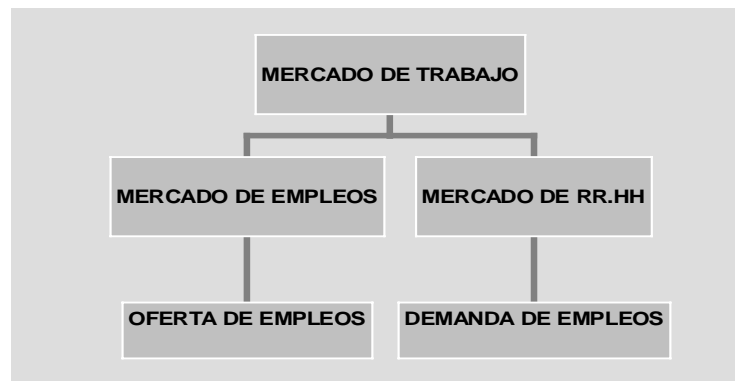 MERCADO DE TRABAJO
MERCADO DE EMPLEOS
MERCADO DE RR.HH
OFERTA DE EMPLEOS
DEMANDA DE EMPLEOS